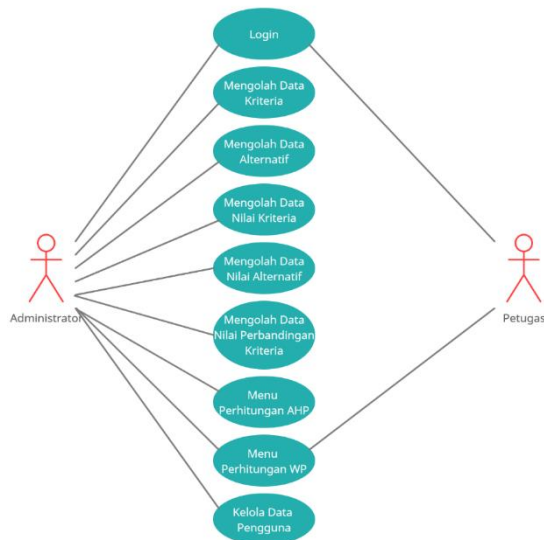 Login
Mengolah Data
Kriteria
Mengolah Data
Alternatif
Mengolah Data
Nilai Kriteria
Mengolah Data
Nilai Alternatif
Administrator
Petugas
Mengolah Data
Nilai Perbandingan
Kriteria
Menu
Perhitungan AHP
Menu
Perhitungan WP
Kelola Data
Pengguna